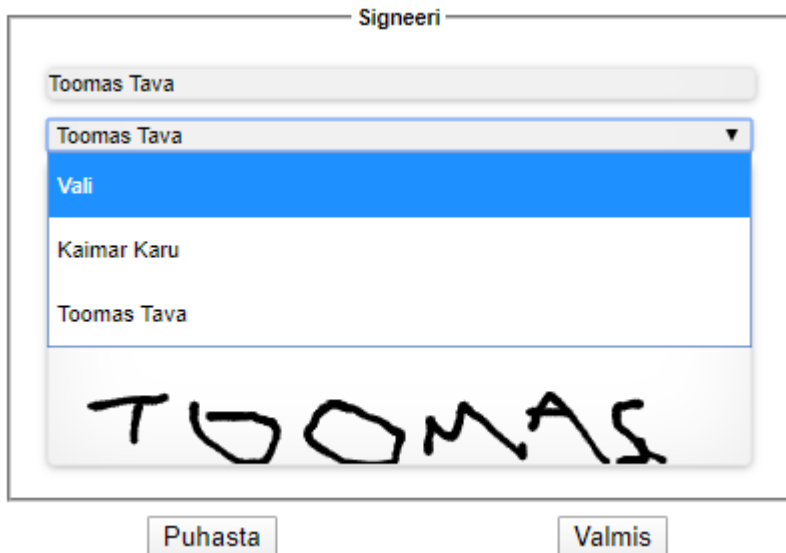 Signeeri
Toomas Tava
Toomas Tava
Vali
Kaimar Karu
Toomas Tava
TOOMAS
Puhasta
Valmis